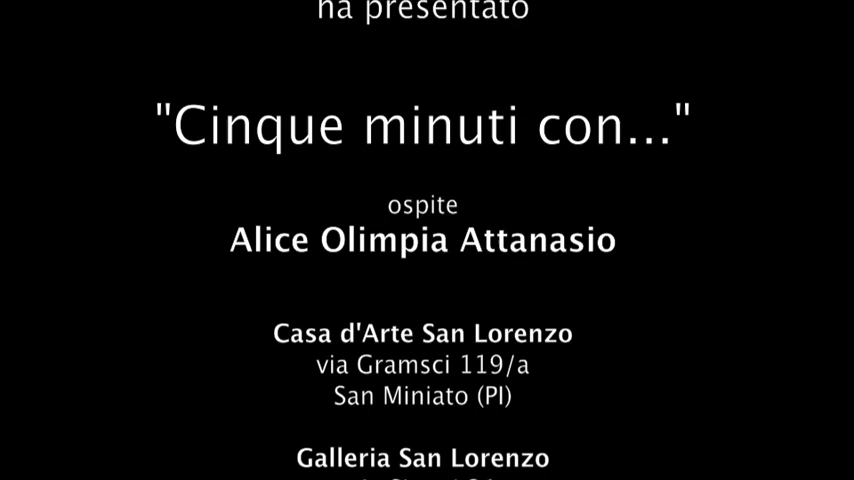 ha presentato
"Cinque minuti con..."
ospite
Alice Olimpia Attanasio
Casa d'Arte San Lorenzo
via Gramsci 119/a
San Miniato (PI)
Galleria San Lorenzo